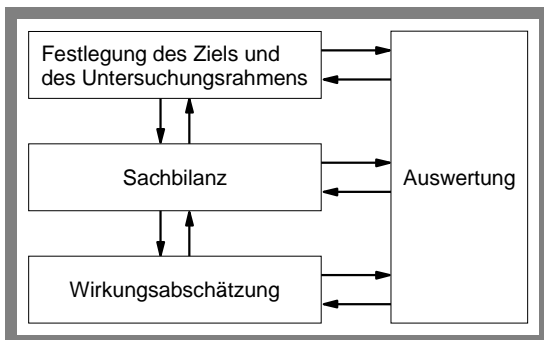 Festlegung des Ziels und
des Untersuchungsrahmens
Sachbilanz
Auswertung
Wirkungsabschätzung